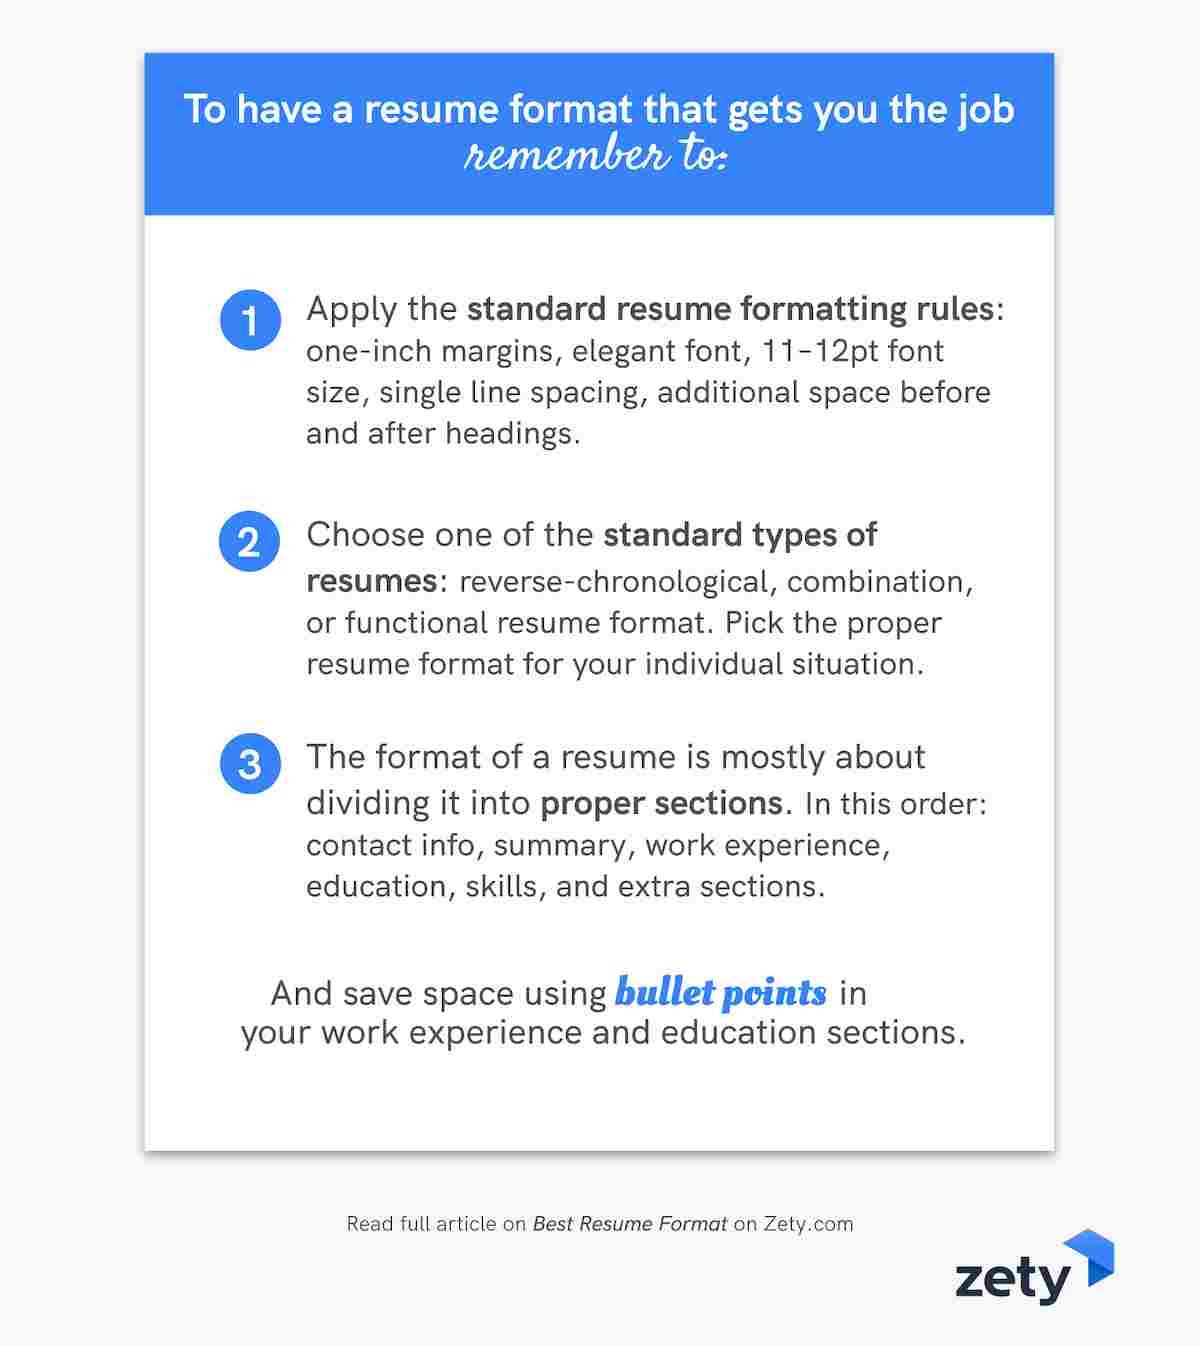 To have a resume format that gets you the job
remember to:
1
Apply the standard resume formatting rules:
one-inch margins, elegant font, 11–12pt font
size, single line spacing, additional space before
and after headings.
2
Choose one of the standard types of
resumes: reverse-chronological, combination,
or functional resume format. Pick the proper
resume format for your individual situation.
3
The format of a resume is mostly about
dividing it into proper sections. In this order:
contact info, summary, work experience,
education, skills, and extra sections.
And save space using bullet points in
your work experience and education sections.
Read full article on Best Resume Format on Zety.com
zety